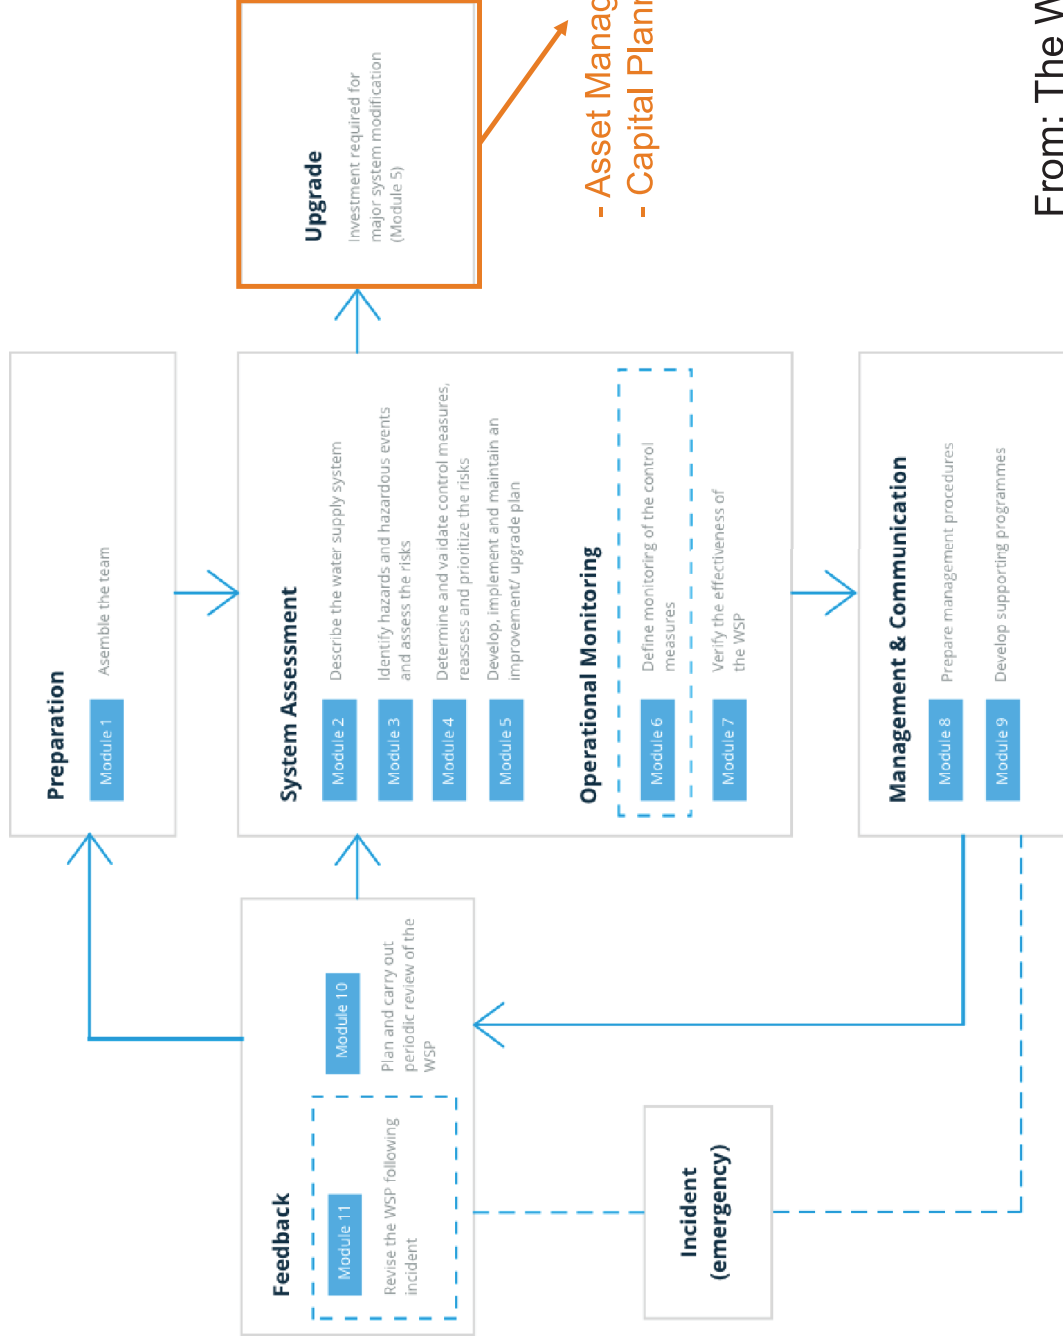 Preparation
Module 1
Asemble the team
Feedback
Module 11
Revise the WSP following
incident
Module 10
Plan and carry out
periodic review of the
WSP
System Assessment
Module 2
Describe the water supply system
Module 3
Identify hazards and hazardous events
and assess the risks
Module 4
Determine and validate control measures,
reassess and prioritize the risks
Module 5
Develop, implement and maintain an
improvement/ upgrade plan
Operational Monitoring
Module 6
Define monitoring of the control
measures
Module 7
Verify the effectiveness of
the WSP
Upgrade
Investment required for
major system modification
(Module 5)
- Asset Manag
- Capital Plann
Incident
(emergency)
Management & Communication
Module 8
Prepare management procedures
Module 9
Develop supporting programmes
From: The W